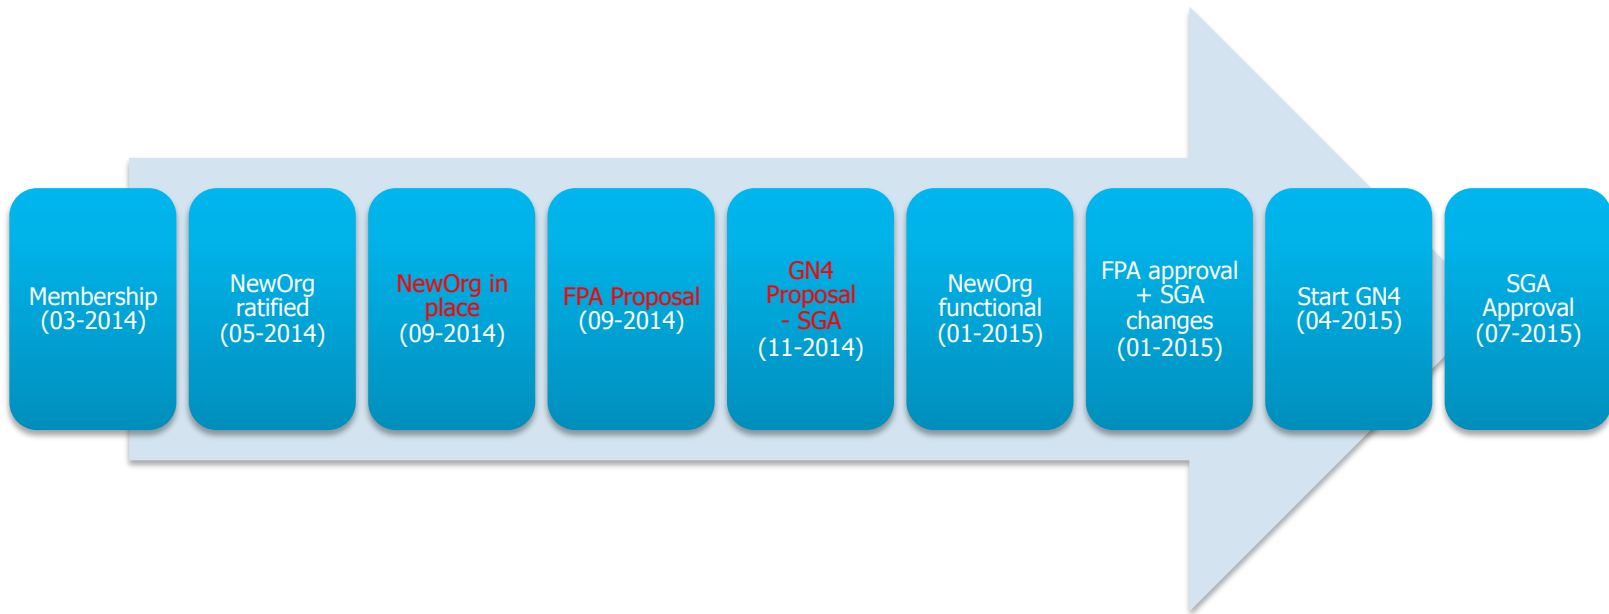 Membership
(03-2014)
NewOrg
ratified
(05-2014)
NewOrg in
place
(09-2014)
FPA Proposal
(09-2014)
GN4
Proposal
- SGA
(11-2014)
NewOrg
functional
(01-2015)
FPA approval
+ SGA
changes
(01-2015)
Start GN4
(04-2015)
SGA
Approval
(07-2015)